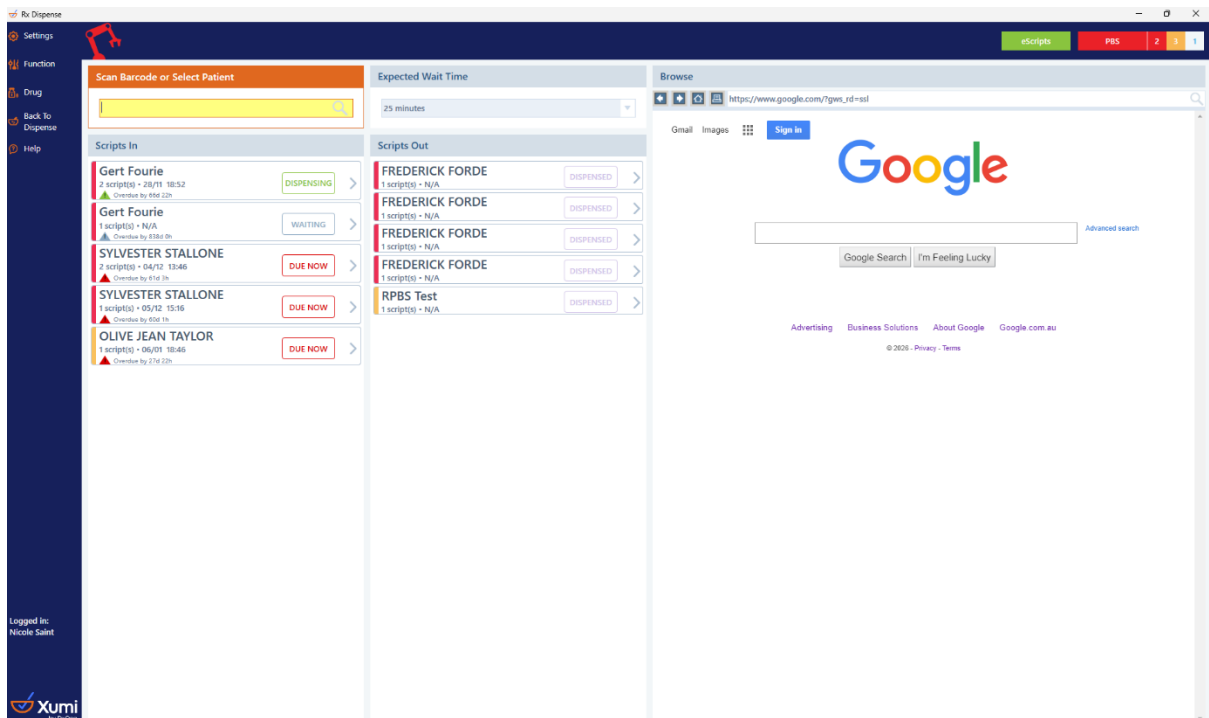 Rx Dispense
Settings
Function
Drug
Back To
Dispense
Help
Logged in:
Nicole Saint
Xumi
eScripts
PBS
2
3
1
Scan Barcode or Select Patient
Scripts In
Gert Fourie
2 script(s) • 28/11 18:52
Overdue by 66d 22h
DISPENSING
Gert Fourie
1 script(s) • N/A
Overdue by 838d 0h
WAITING
SYLVESTER STALLONE
2 script(s) • 04/12 13:46
Overdue by 61d 3h
DUE NOW
SYLVESTER STALLONE
1 script(s) • 05/12 15:16
Overdue by 60d 1h
DUE NOW
OLIVE JEAN TAYLOR
1 script(s) • 06/01 18:46
Overdue by 27d 22h
DUE NOW
Expected Wait Time
25 minutes
Scripts Out
FREDERICK FORDE
1 script(s) • N/A
DISPENSED
FREDERICK FORDE
1 script(s) • N/A
DISPENSED
FREDERICK FORDE
1 script(s) • N/A
DISPENSED
FREDERICK FORDE
1 script(s) • N/A
DISPENSED
RPBS Test
1 script(s) • N/A
DISPENSED
Browse
https://www.google.com/?gws_rd=ssl
Gmail Images
Sign in
Google
Advanced search
Google Search
I'm Feeling Lucky
Advertising Business Solutions About Google Google.com.au
© 2026 - Privacy - Terms